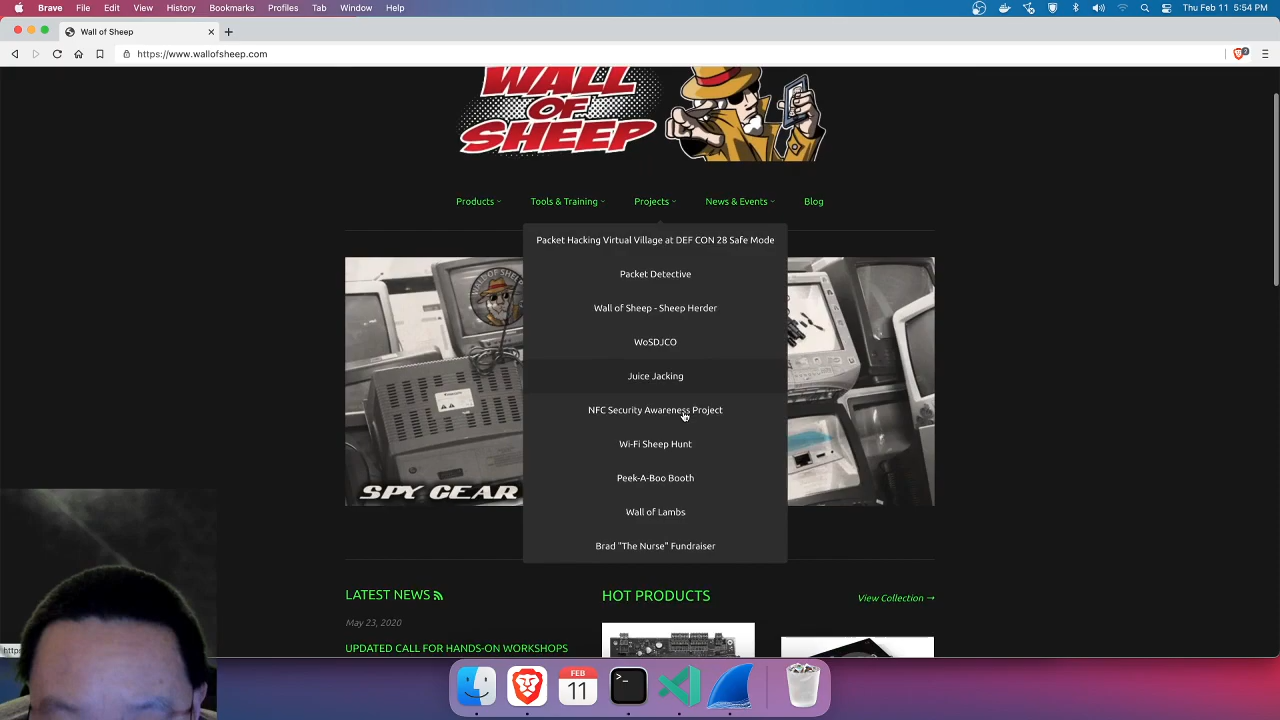 Brave File Edit View History Bookmarks Profiles Tab Window Help
Thu Feb 11 5:54 PM
Wall of Sheep
https://www.wallofsheep.com
WALL
OF
SHEEP
Products Tools & Training Projects News & Events Blog
Packet Hacking Virtual Village at DEF CON 28 Safe Mode
Packet Detective
Wall of Sheep - Sheep Herder
WoSDJCO
Juice Jacking
NFC Security Awareness Project
Wi-Fi Sheep Hunt
Peek-A-Boo Booth
Wall of Lambs
Brad "The Nurse" Fundraiser
SPY GEAR
LATEST NEWS
HOT PRODUCTS
View Collection →
May 23, 2020
UPDATED CALL FOR HANDS-ON WORKSHOPS
FEB
11